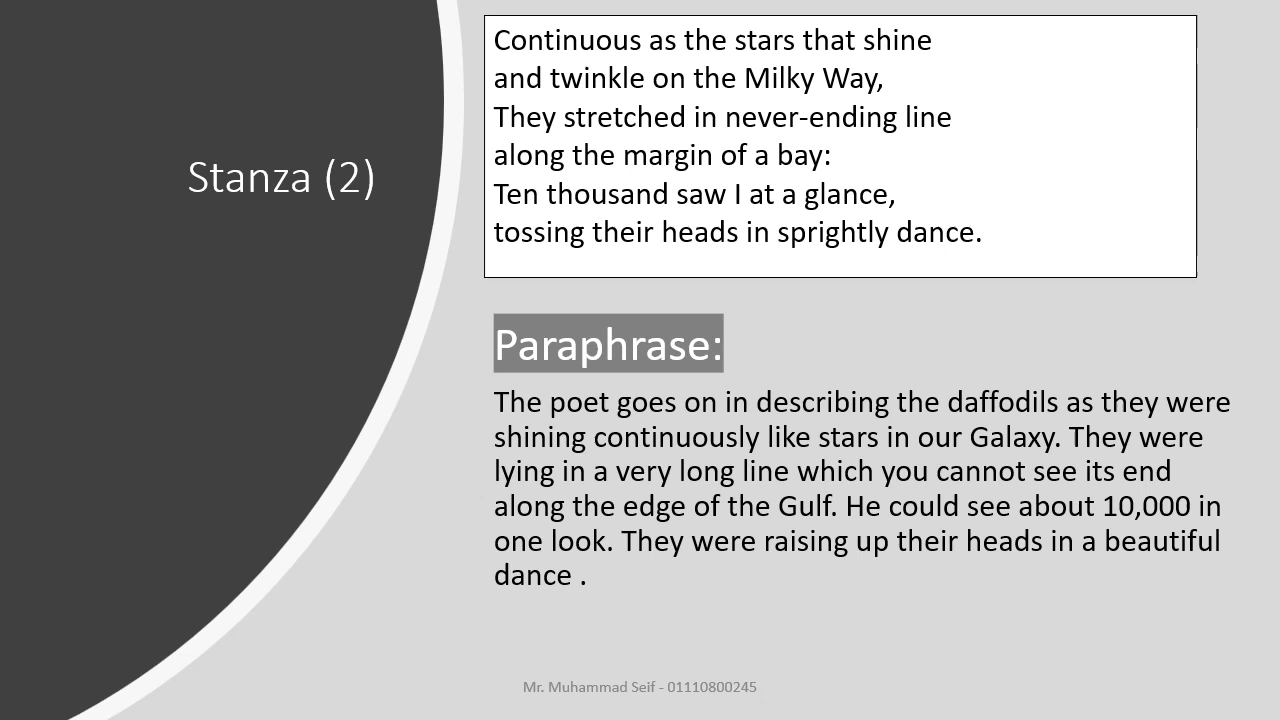 Stanza (2)
Continuous as the stars that shine
and twinkle on the Milky Way,
They stretched in never-ending line
along the margin of a bay:
Ten thousand saw I at a glance,
tossing their heads in sprightly dance.
Paraphrase:
The poet goes on in describing the daffodils as they were
shining continuously like stars in our Galaxy. They were
lying in a very long line which you cannot see its end
along the edge of the Gulf. He could see about 10,000 in
one look. They were raising up their heads in a beautiful
dance .
Mr. Muhammad Seif - 01110800245